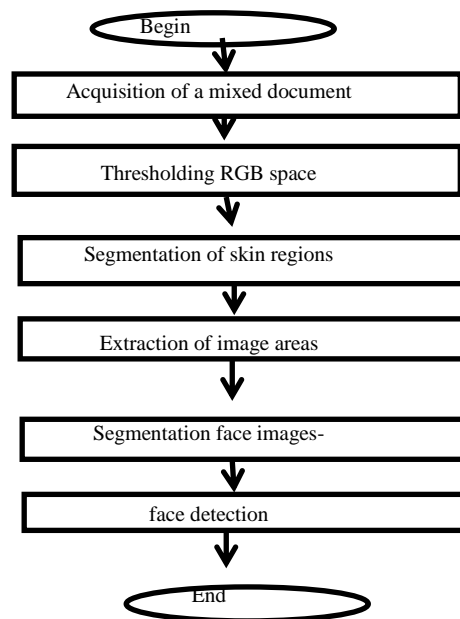 Begin
Acquisition of a mixed document
Thresholding RGB space
Segmentation of skin regions
Extraction of image areas
Segmentation face images-
face detection
End